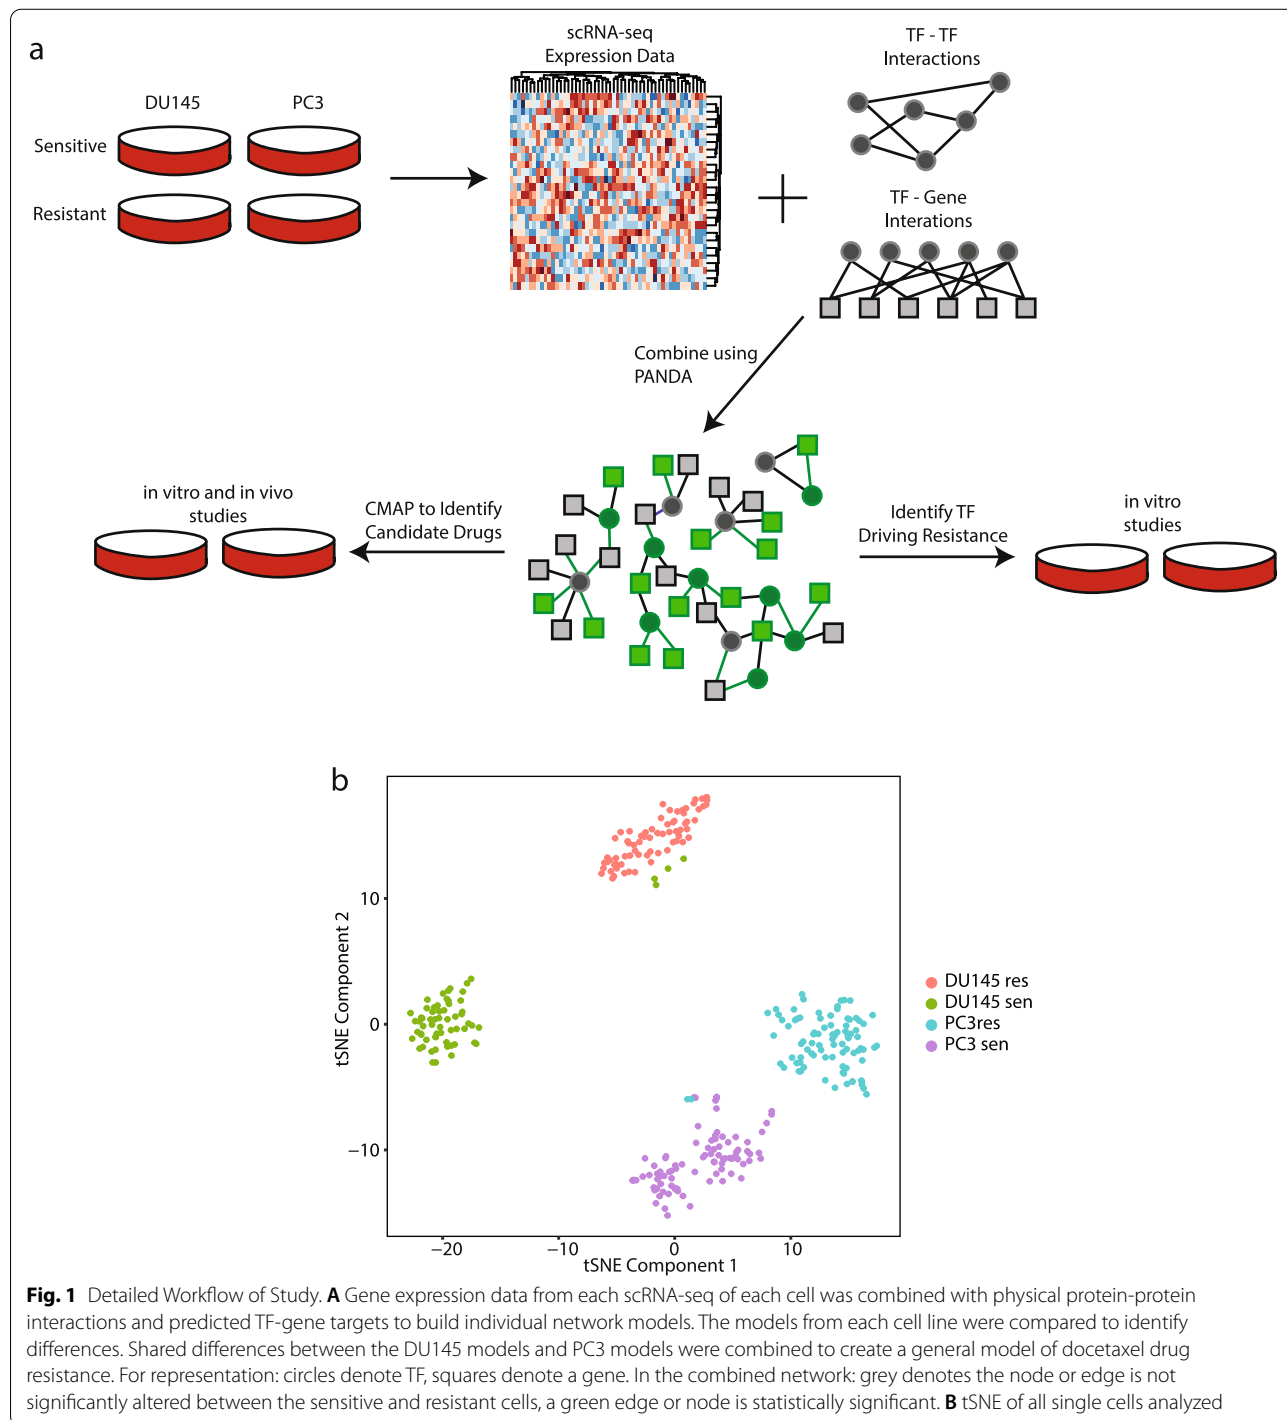 a
scRNA-seq
Expression Data
TF - TF
Interactions
DU145
PC3
Sensitive
Resistant
TF - Gene
Interations
Combine using
PANDA
in vitro and in vivo
studies
CMAP to Identify
Candidate Drugs
Identify TF
Driving Resistance
in vitro
studies
b
tSNE Component 2
10
0
−10
−20
−10
0
10
tSNE Component 1
DU145 res
DU145 sen
PC3res
PC3 sen
Fig. 1 Detailed Workflow of Study. A Gene expression data from each scRNA-seq of each cell was combined with physical protein-protein
interactions and predicted TF-gene targets to build individual network models. The models from each cell line were compared to identify
differences. Shared differences between the DU145 models and PC3 models were combined to create a general model of docetaxel drug
resistance. For representation: circles denote TF, squares denote a gene. In the combined network: grey denotes the node or edge is not
significantly altered between the sensitive and resistant cells, a green edge or node is statistically significant. B tSNE of all single cells analyzed